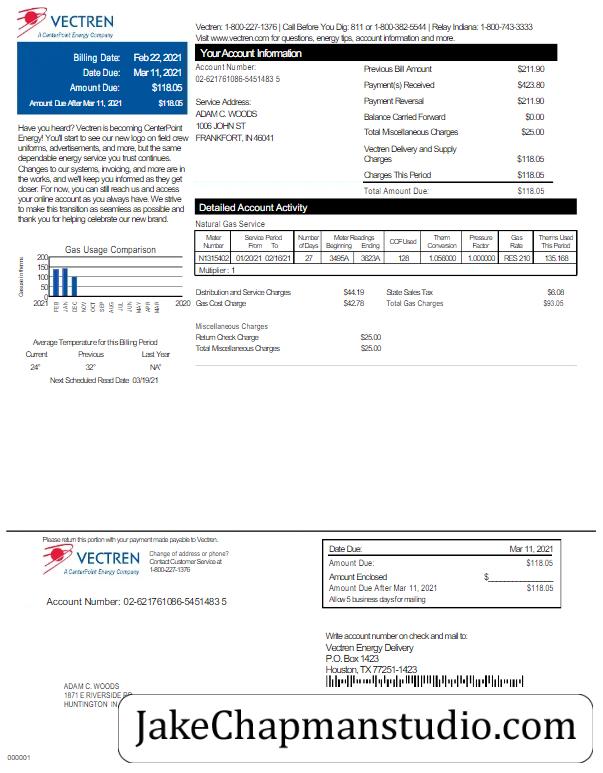 VECTREN
A CenterPoint Energy Company
Vectren: 1-800-227-1376 | Call Before You Dig: 811 or 1-800-382-5544 | Relay Indiana: 1-800-743-3333
Visit www.vectren.com for questions, energy tips, account information and more.
Billing Date: Feb 22, 2021
Date Due: Mar 11, 2021
Amount Due: $118.05
Amount Due After Mar 11, 2021 $118.05
Have you heard? Vectren is becoming CenterPoint
Energy! You'll start to see our new logo on field crew
uniforms, advertisements, and more, but the same
dependable energy service you trust continues.
Changes to our systems, invoicing, and more are in
the works, and we'll keep you informed as they get
closer. For now, you can still reach us and access
your online account as you always have. We strive
to make this transition as seamless as possible and
thank you for helping celebrate our new brand.
Your Account Information
Account Number:
02-621761086-5451483 5
Service Address:
ADAM C. WOODS
1006 JOHN ST
FRANKFORT, IN 46041
Previous Bill Amount $211.90
Payment(s) Received $423.80
Payment Reversal $211.90
Balance Carried Forward $0.00
Total Miscellaneous Charges $25.00
Vectren Delivery and Supply
Charges $118.05
Charges This Period $118.05
Total Amount Due: $118.05
Detailed Account Activity
Natural Gas Service
Meter Number Service Period From To Number of Days Meter Readings Beginning Ending CCF Used Therm Conversion Pressure Factor Gas Rate Therms Used This Period
N1315402 01/2021 02/16/21 27 3495A 3623A 128 1.056000 1.000000 RES 210 135.168
Multiplier: 1
Distribution and Service Charges $44.19 State Sales Tax $6.08
Gas Cost Charge $42.78 Total Gas Charges $93.05
Miscellaneous Charges
Return Check Charge $25.00
Total Miscellaneous Charges $25.00
Gas Usage Comparison
Gas use in therms
200
150
100
50
0
2021 FEB JAN DEC NOV OCT SEP AUG JUL JUN MAY APR MAR 2020
Average Temperature for this Billing Period
Current Previous Last Year
24° 32° NA°
Next Scheduled Read Date 03/19/21
Please return this portion with your payment made payable to Vectren.
VECTREN
A CenterPoint Energy Company
Change of address or phone?
Contact Customer Service at
1-800-227-1376
Account Number: 02-621761086-5451483 5
Date Due: Mar 11, 2021
Amount Due: $118.05
Amount Enclosed $
Amount Due After Mar 11, 2021 $118.05
Allow 5 business days for mailing
Write account number on check and mail to:
Vectren Energy Delivery
P.O. Box 1423
Houston, TX 77251-1423
ADAM C. WOODS
1871 E RIVERSIDE
HUNTINGTON IN
JakeChapmanstudio.com
000001